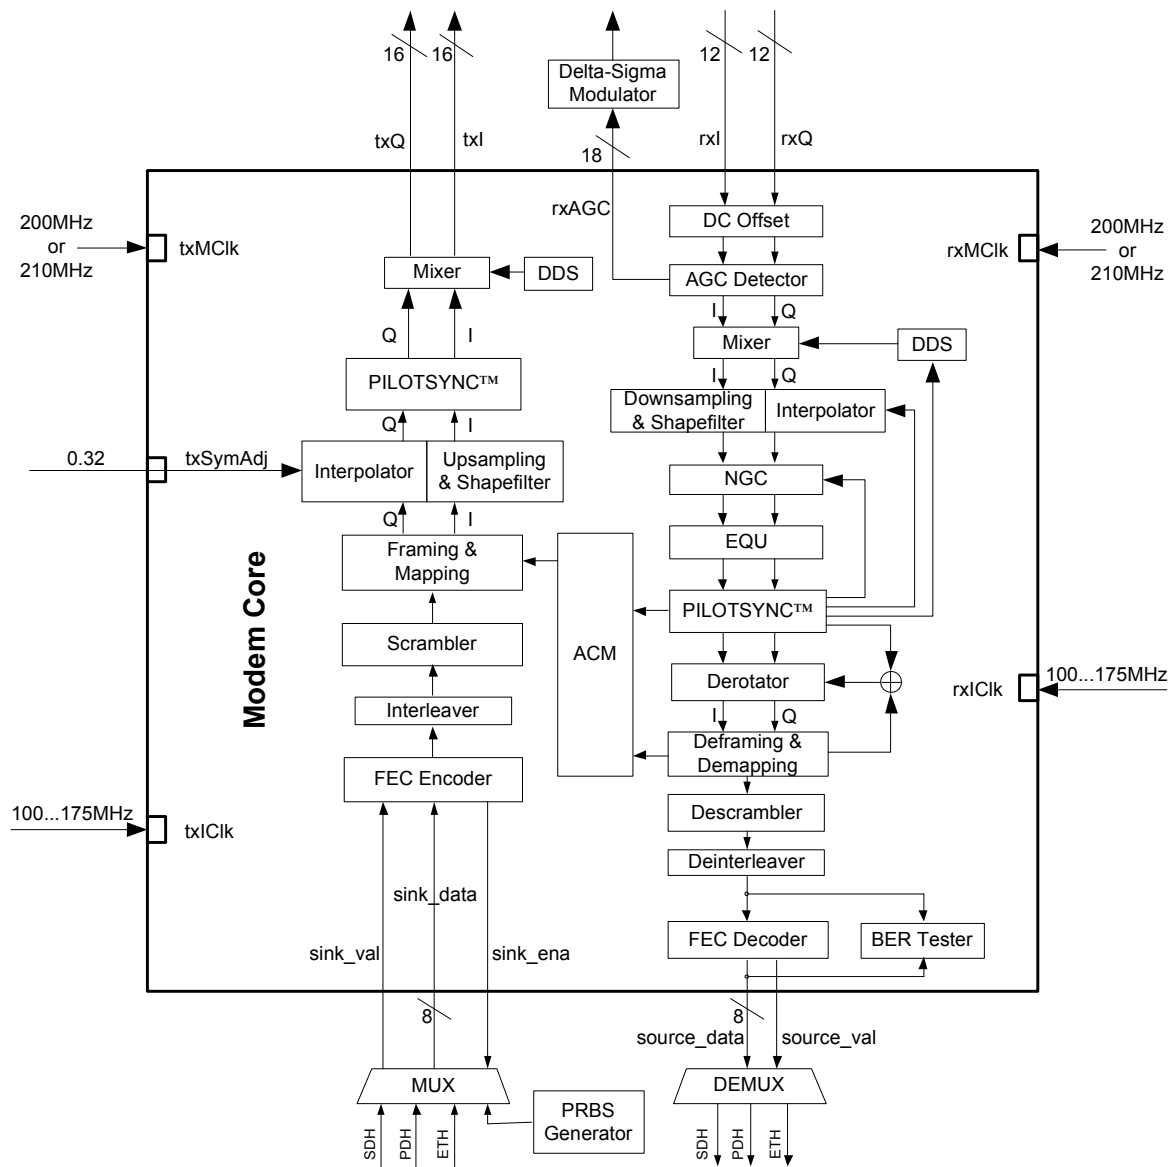 16
16
12
12
Delta-Sigma
Modulator
txQ
txI
18
rxI
rxQ
rxAGC
DC Offset
200MHz
or
210MHz
txMClk
rxMClk
200MHz
or
210MHz
Mixer
DDS
AGC Detector
I
Q
Q
I
Mixer
DDS
I
Q
PILOTSYNC™
Downsampling
& Shapefilter
Interpolator
Q
I
0.32
txSymAdj
Interpolator
Upsampling
& Shapefilter
NGC
Q
I
Framing &
Mapping
EQU
Modem Core
ACM
PILOTSYNC™
Scrambler
Derotator
rxIClk
100...175MHz
Interleaver
I
Q
Deframing &
Demapping
FEC Encoder
100...175MHz
txIClk
Descrambler
Deinterleaver
sink_data
sink_val
sink_ena
FEC Decoder
BER Tester
8
8
source_data
source_val
MUX
DEMUX
PRBS
Generator
SDH
PDH
ETH
SDH
PDH
ETH